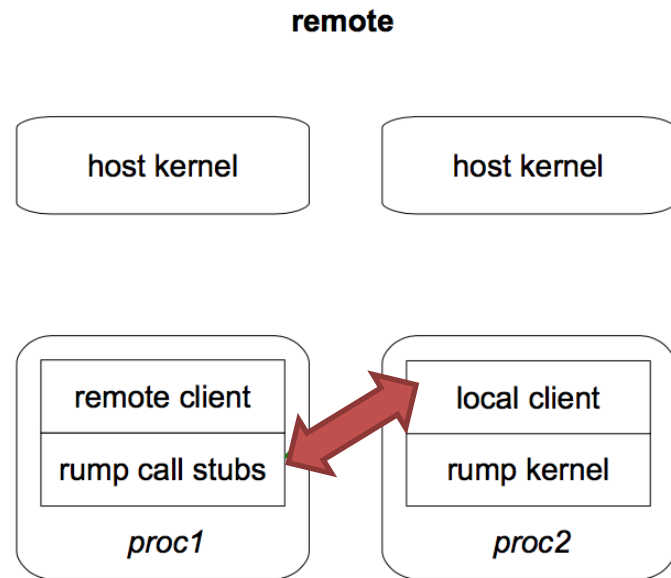 remote
host kernel
host kernel
remote client
rump call stubs
proc1
local client
rump kernel
proc2